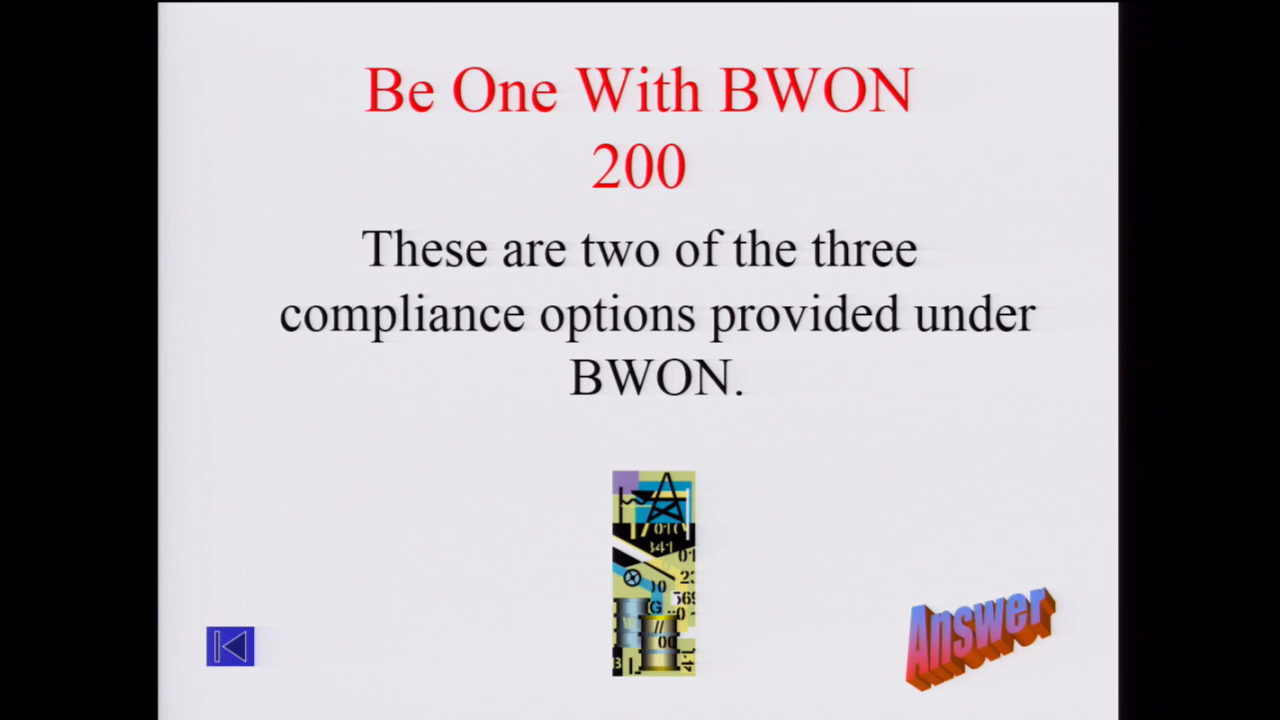 Be One With BWON
200
These are two of the three
compliance options provided under
BWON.
Answer